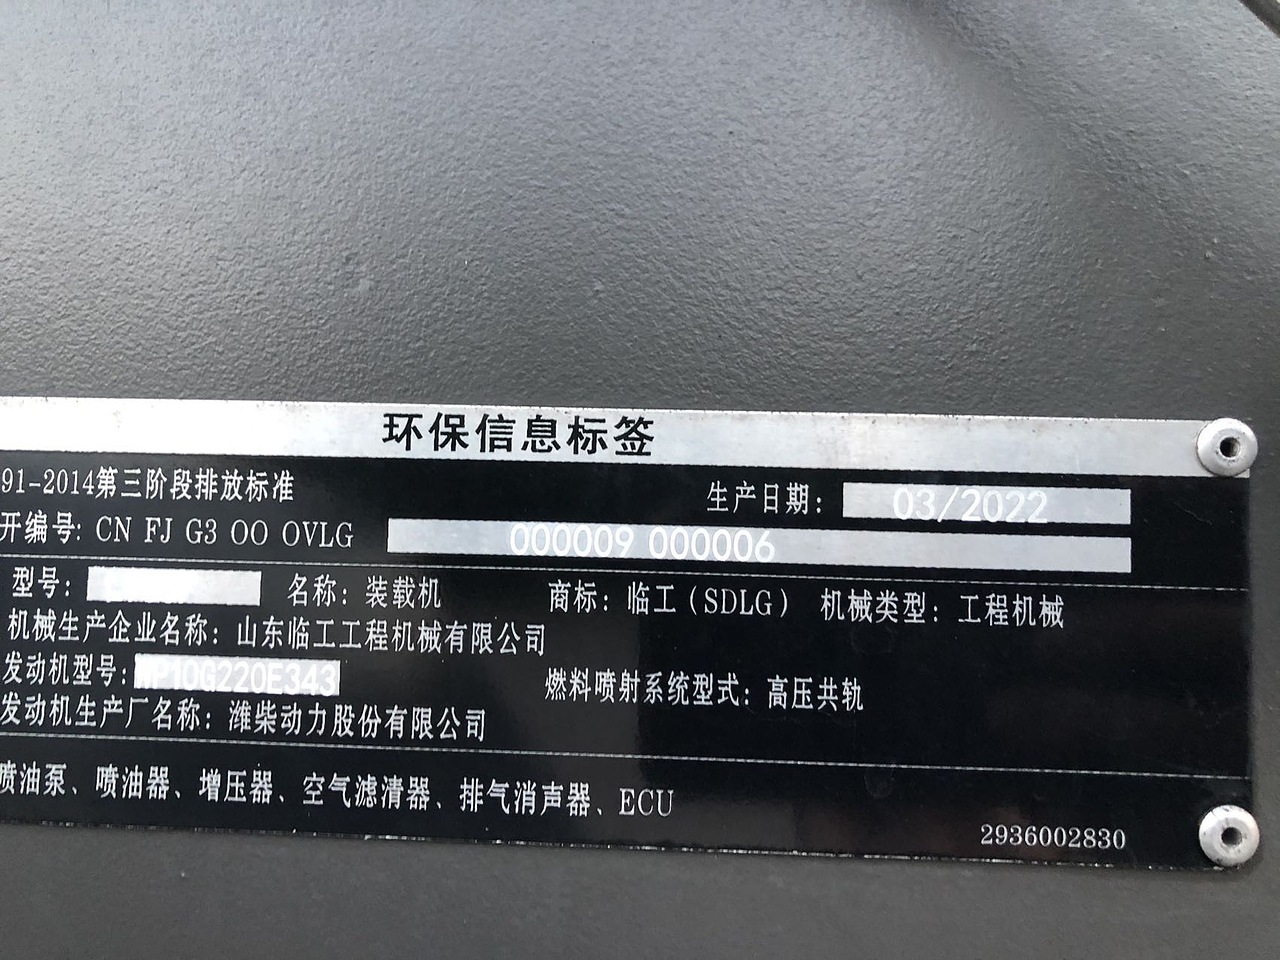 环保信息标签
91-2014第三阶段排放标准 生产日期: 03/2022
开编号: CN FJ G3 OO OVLG 000009 000006
型号: 名称: 装载机 商标: 临工(SDLG) 机械类型: 工程机械
机械生产企业名称: 山东临工工程机械有限公司
发动机型号: WP10G220E343 燃料喷射系统型式: 高压共轨
发动机生产厂名称: 潍柴动力股份有限公司
喷油泵、喷油器、增压器、空气滤清器、排气消声器、ECU
2936002830